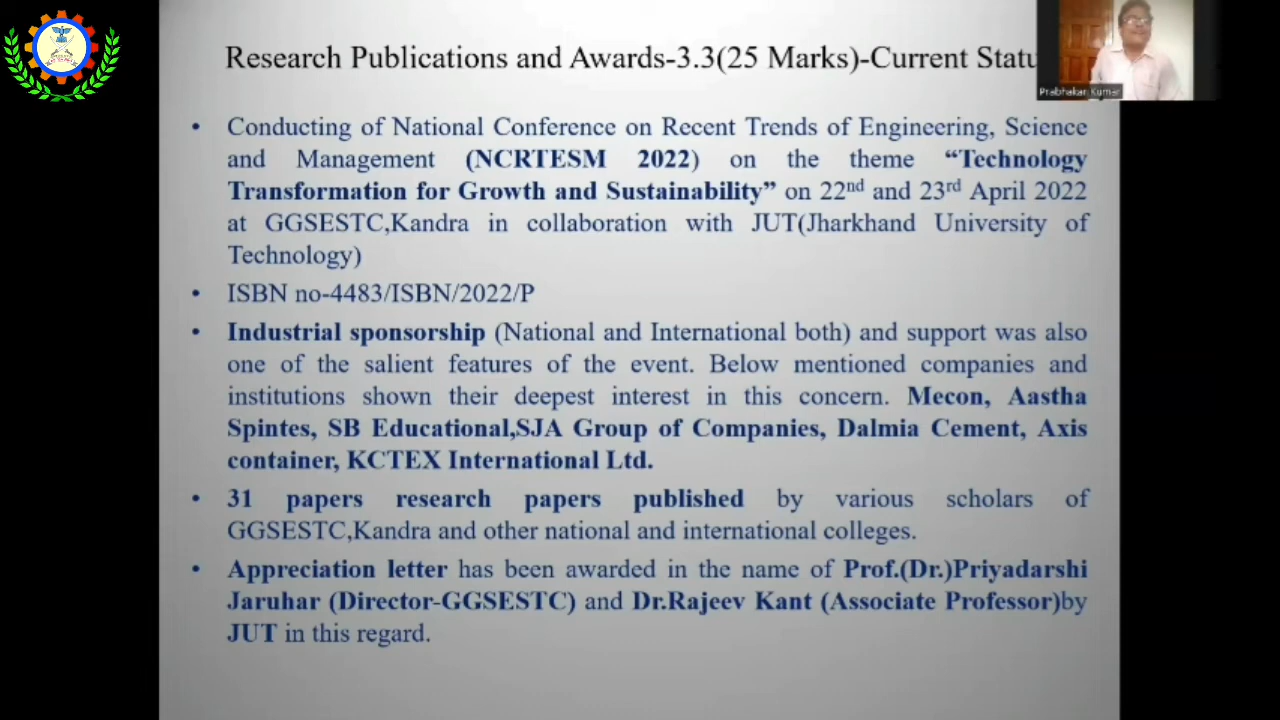 Research Publications and Awards-3.3(25 Marks)-Current Statu
Prabhakar Kumar
• Conducting of National Conference on Recent Trends of Engineering, Science
and Management (NCRTESM 2022) on the theme “Technology
Transformation for Growth and Sustainability” on 22nd and 23rd April 2022
at GGSESTC,Kandra in collaboration with JUT(Jharkhand University of
Technology)
• ISBN no-4483/ISBN/2022/P
• Industrial sponsorship (National and International both) and support was also
one of the salient features of the event. Below mentioned companies and
institutions shown their deepest interest in this concern. Mecon, Aastha
Spintes, SB Educational,SJA Group of Companies, Dalmia Cement, Axis
container, KCTEX International Ltd.
• 31 papers research papers published by various scholars of
GGSESTC,Kandra and other national and international colleges.
• Appreciation letter has been awarded in the name of Prof.(Dr.)Priyadarshi
Jaruhar (Director-GGSESTC) and Dr.Rajeev Kant (Associate Professor)by
JUT in this regard.